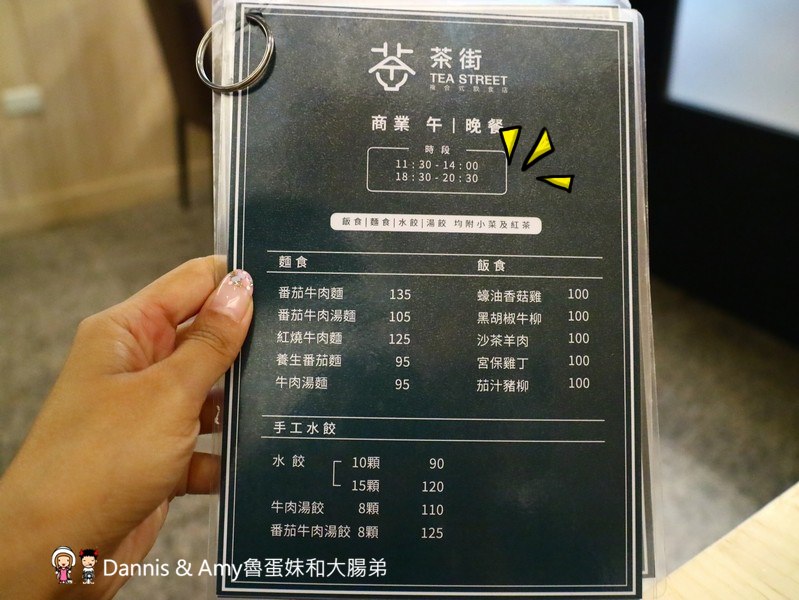 茶街
TEA STREET
複合式飲食店
商業 午|晚餐
時段
11:30-14:00
18:30-20:30
飯食|麵食|水餃|湯餃 均附小菜及紅茶
麵食
番茄牛肉麵 135
番茄牛肉湯麵 105
紅燒牛肉麵 125
養生番茄麵 95
牛肉湯麵 95
飯食
蠔油香菇雞 100
黑胡椒牛柳 100
沙茶羊肉 100
宮保雞丁 100
茄汁豬柳 100
手工水餃
水餃 10顆 90
15顆 120
牛肉湯餃 8顆 110
番茄牛肉湯餃 8顆 125
Dannis & Amy魯蛋妹和大腸弟